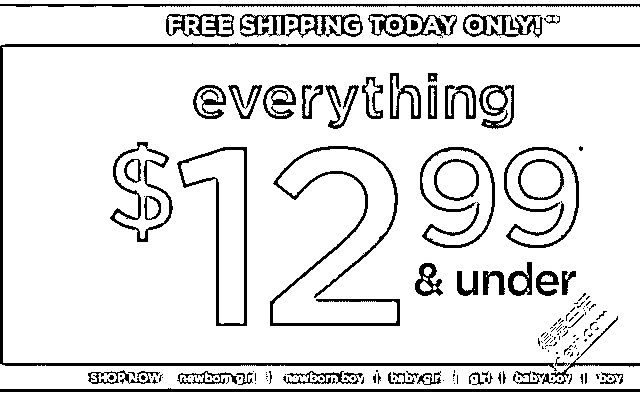 FREE SHIPPING TODAY ONLY!**
everything
$12.99*
& under
SHOP NOW newborn girl | newborn boy | baby girl | girl | baby boy | boy